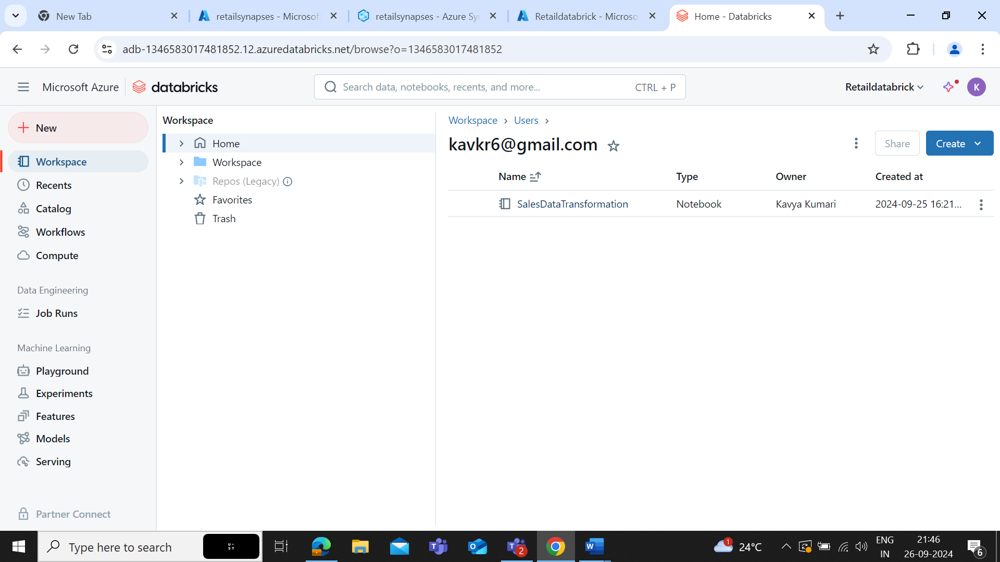 New Tab
retailsynapses - Microsof
retailsynapses - Azure Sy
Retaildatabrick - Microso
Home - Databricks
adb-1346583017481852.12.azuredatabricks.net/browse?o=1346583017481852
Microsoft Azure
databricks
Search data, notebooks, recents, and more...
CTRL + P
Retaildatabrick
K
New
Workspace
Recents
Catalog
Workflows
Compute
Data Engineering
Job Runs
Machine Learning
Playground
Experiments
Features
Models
Serving
Partner Connect
Workspace
Home
Workspace
Repos (Legacy)
Favorites
Trash
Workspace > Users >
kavkr6@gmail.com
Share
Create
Name Type Owner Created at
SalesDataTransformation Notebook Kavya Kumari 2024-09-25 16:21...
Type here to search
2
1
24°C
ENG
IN
21:46
26-09-2024
6